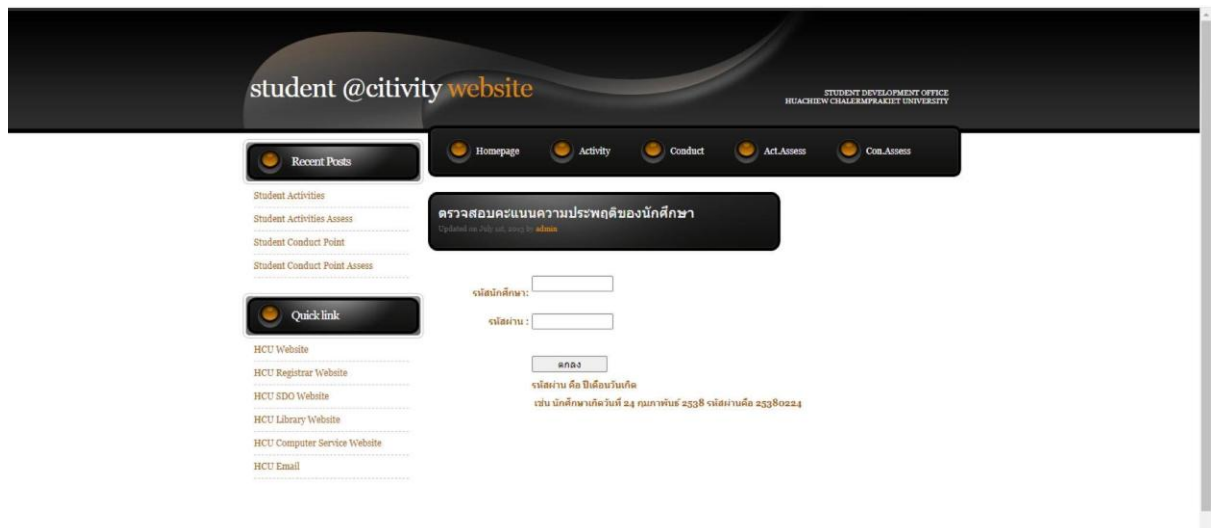 student @citivity website
STUDENT DEVELOPMENT OFFICE
HUACHIEW CHALERMPRAKIET UNIVERSITY
Homepage
Activity
Conduct
Act.Assess
Con.Assess
Recent Posts
Student Activities
Student Activities Assess
Student Conduct Point
Student Conduct Point Assess
Quick link
HCU Website
HCU Registrar Website
HCU SDO Website
HCU Library Website
HCU Computer Service Website
HCU Email
ตรวจสอบคะแนนความประพฤติของนักศึกษา
Updated on July by admin
รหัสนักศึกษา:
รหัสผ่าน :
ตกลง
รหัสผ่าน คือ ปีเดือนวันเกิด
เช่น นักศึกษาเกิดวันที่ 24 กุมภาพันธ์ 2538 รหัสผ่านคือ 25380224